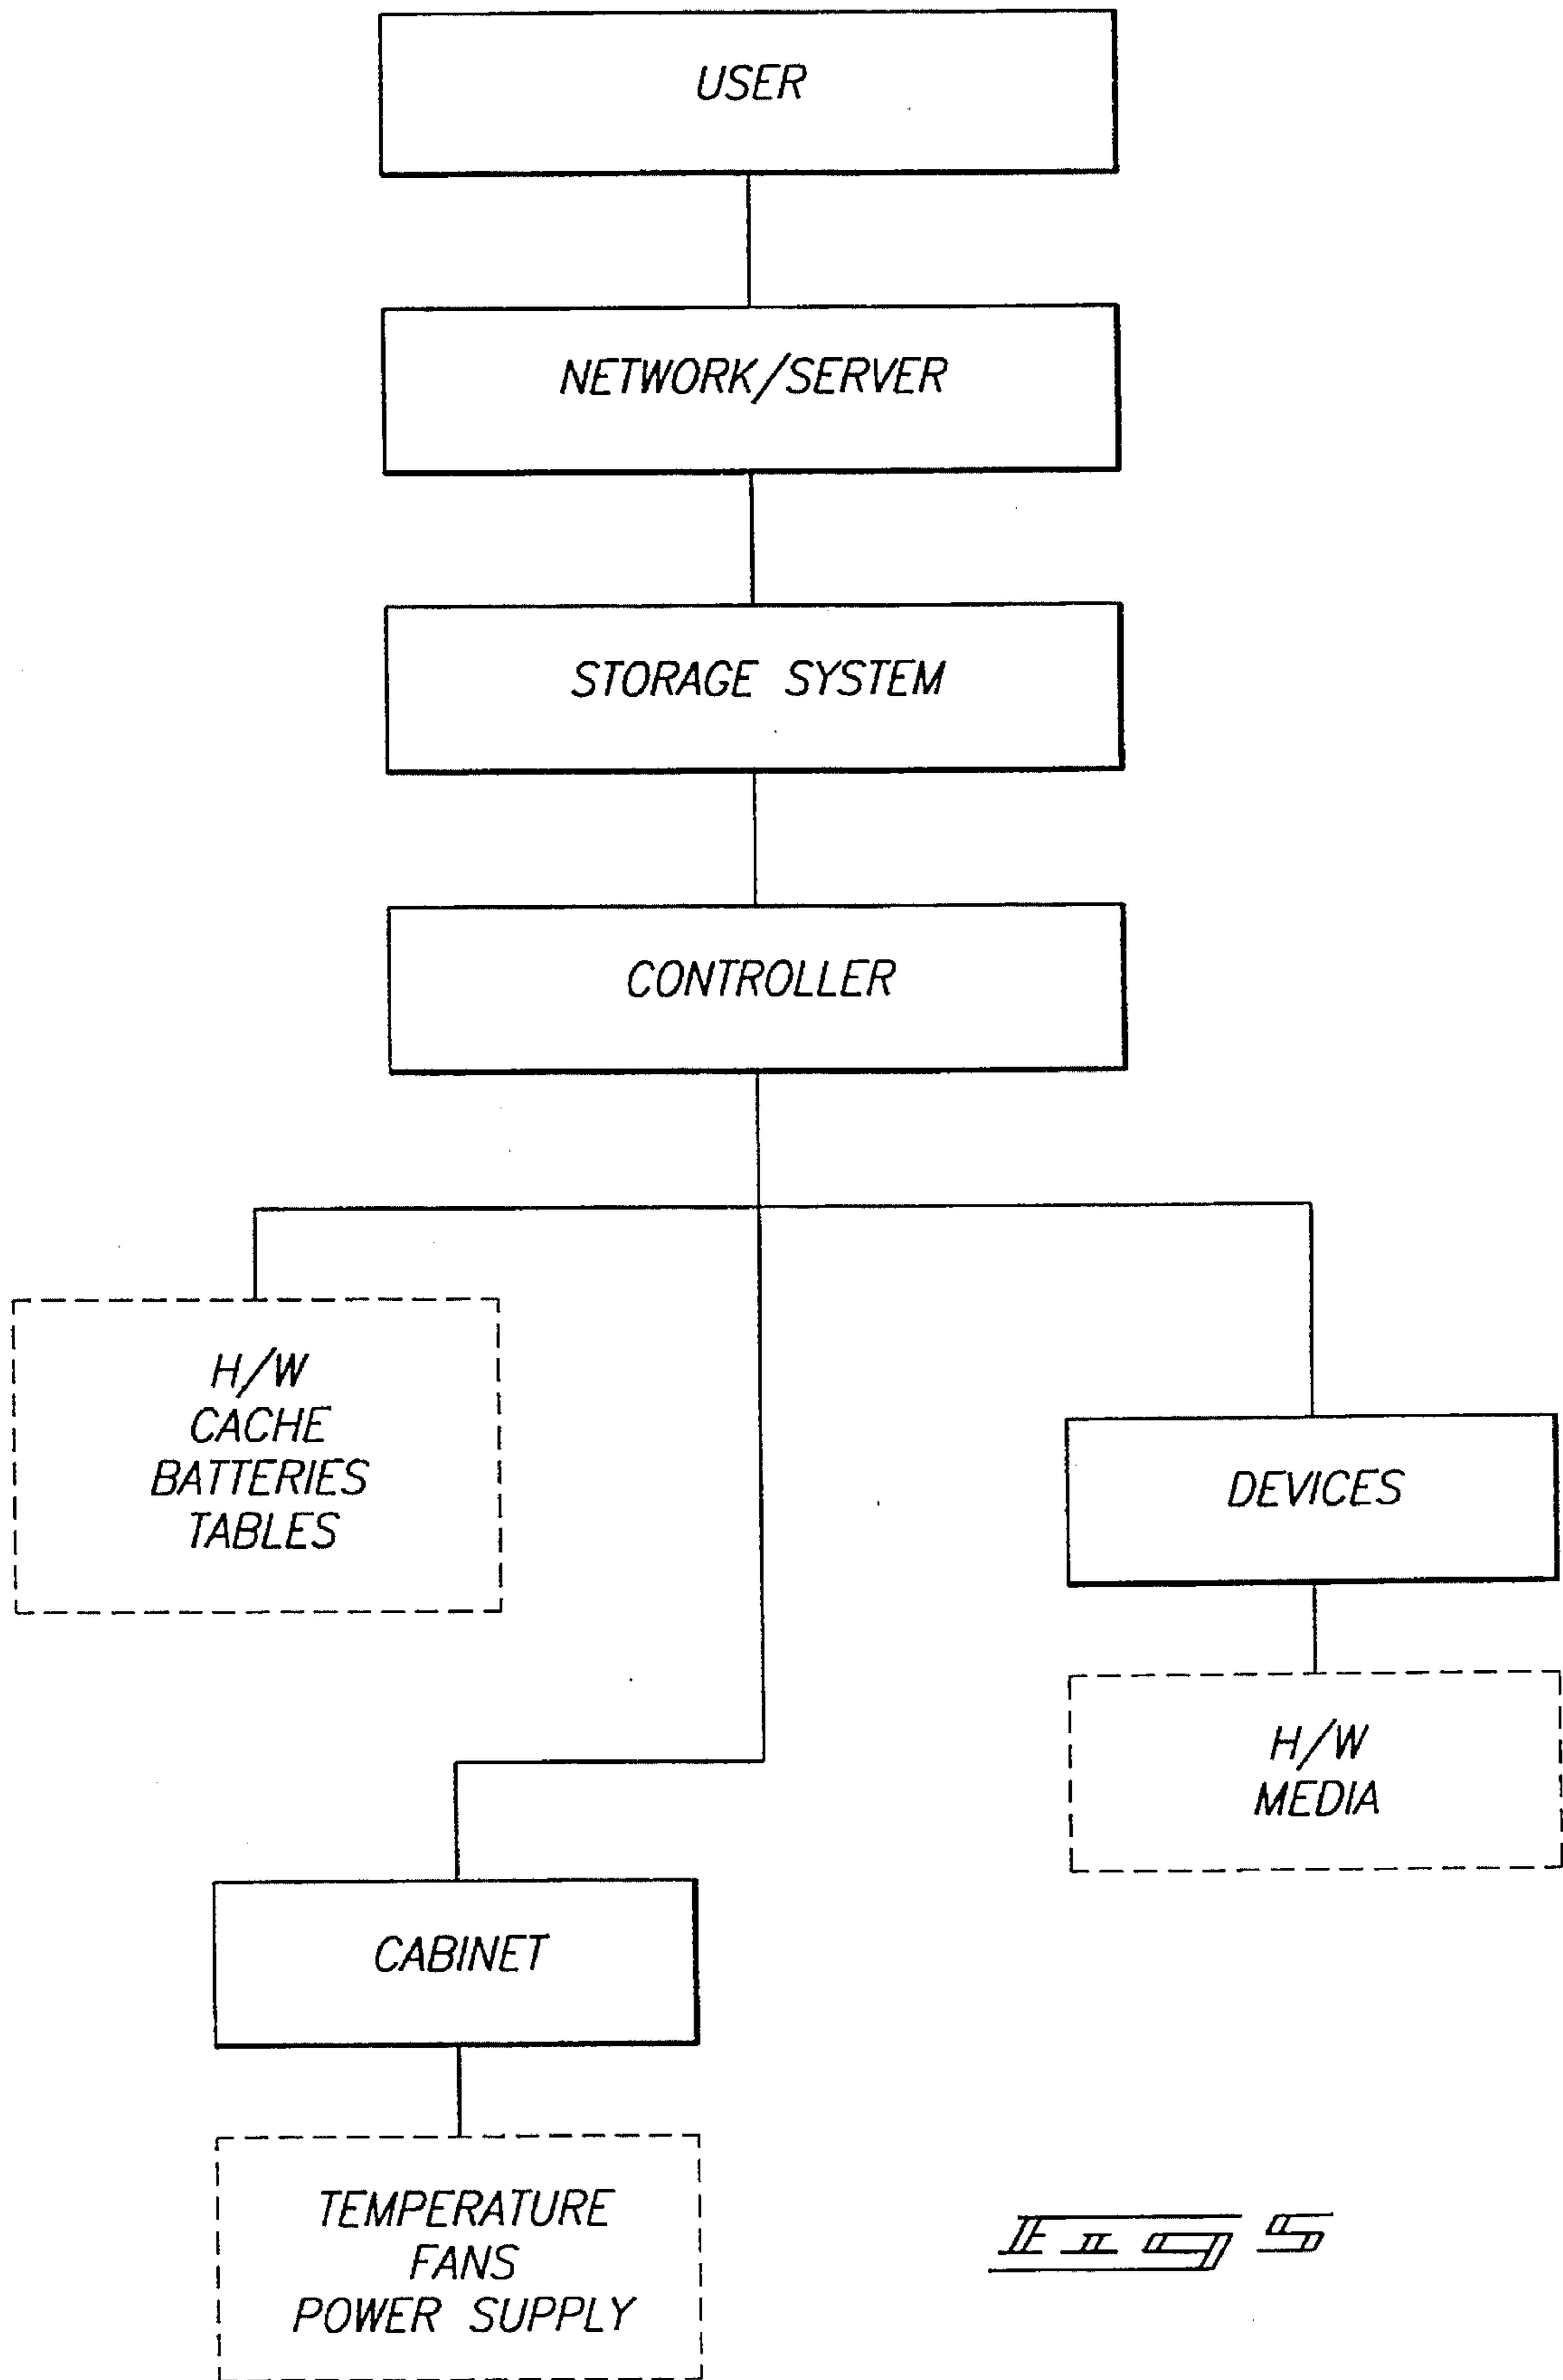 USER
NETWORK/SERVER
STORAGE SYSTEM
CONTROLLER
H/W
CACHE
BATTERIES
TABLES
DEVICES
H/W
MEDIA
CABINET
TEMPERATURE
FANS
POWER SUPPLY
FIG 5